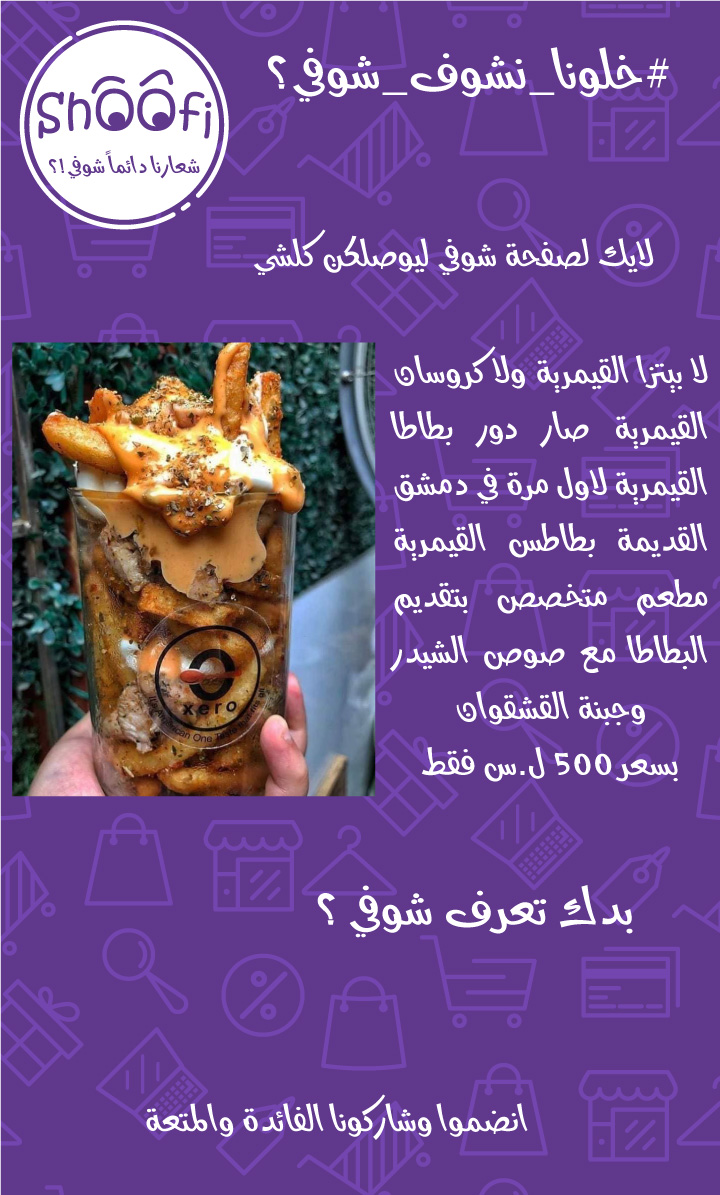 #خلونا_نشوف_شوفي؟
Shoofi
شعارنا دائماً شوفي!؟
لايك لصفحة شوفي ليوصلكن كلشي
لا بيتزا القيمرية ولا كروسان
القيمرية صار دور بطاطا
القيمرية لاول مرة في دمشق
القديمة بطاطس القيمرية
مطعم متخصص بتقديم
البطاطا مع صوص الشيدر
وجبنة القشقوان
بسعر 500 ل.س فقط
xero
بدك تعرف شوفي ؟
انضموا وشاركونا الفائدة والمتعة